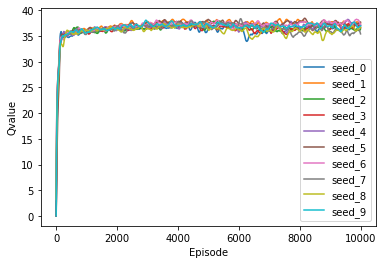 40
35
30
25
20
15
10
5
0
Qvalue
0 2000 4000 6000 8000 10000
Episode
seed_0
seed_1
seed_2
seed_3
seed_4
seed_5
seed_6
seed_7
seed_8
seed_9